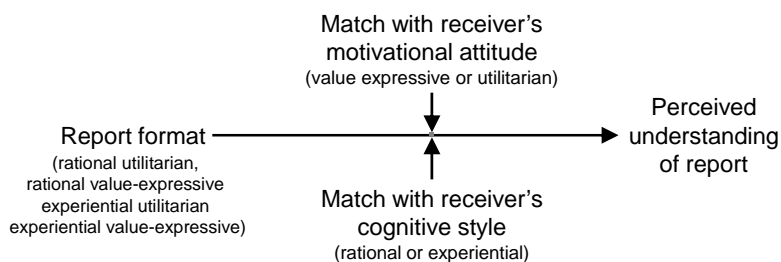 Match with receiver's
motivational attitude
(value expressive or utilitarian)
Report format
(rational utilitarian,
rational value-expressive
experiential utilitarian
experiential value-expressive)
Perceived
understanding
of report
Match with receiver's
cognitive style
(rational or experiential)